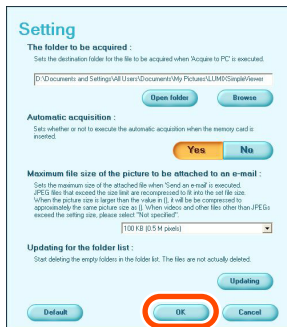 Setting
The folder to be acquired :
Sets the destination folder for the file to be acquired when 'Acquire to PC' is executed.
D:\Documents and Settings\All Users\Documents\My Pictures\LUMIXSimpleViewer
Open folder
Browse
Automatic acquisition :
Sets whether or not to execute the automatic acquisition when the memory card is
inserted.
Yes
No
Maximum file size of the picture to be attached to an e-mail :
Sets the maximum size of the attached file when 'Send an e-mail' is executed.
JPEG files that exceed the size limit are recompressed to fit into the set file size.
When the picture size is larger than the value in (), it will be be compressed to
approximately the same picture size as (). When videos and other files other than JPEGs
exceed the setting size, please select "Not specified".
100 KB (0.5 M pixels)
Updating for the folder list :
Start deleting the empty folders in the folder list. The files are not actually deleted.
Updating
Default
OK
Cancel